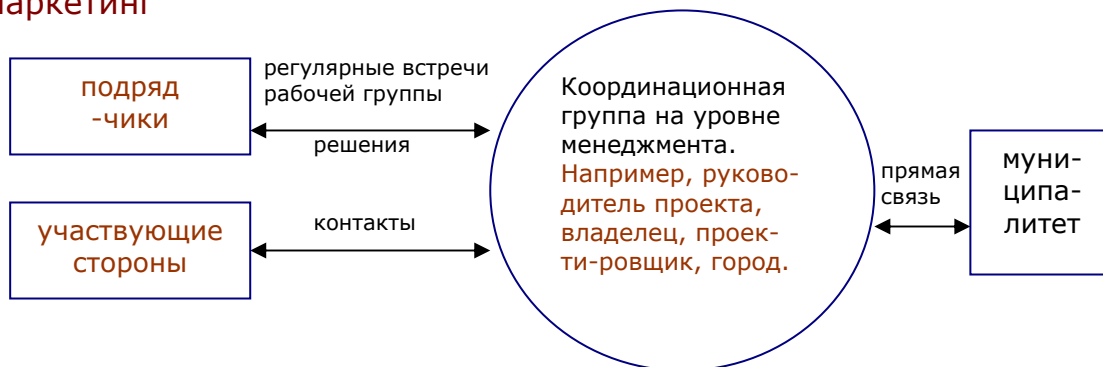 маркетинг
подряд
-чики
регулярные встречи
рабочей группы
решения
участвующие
стороны
контакты
Координационная
группа на уровне
менеджмента.
Например, руково-
дитель проекта,
владелец, проек-
ти-ровщик, город.
прямая
связь
муни-
ципа-
литет